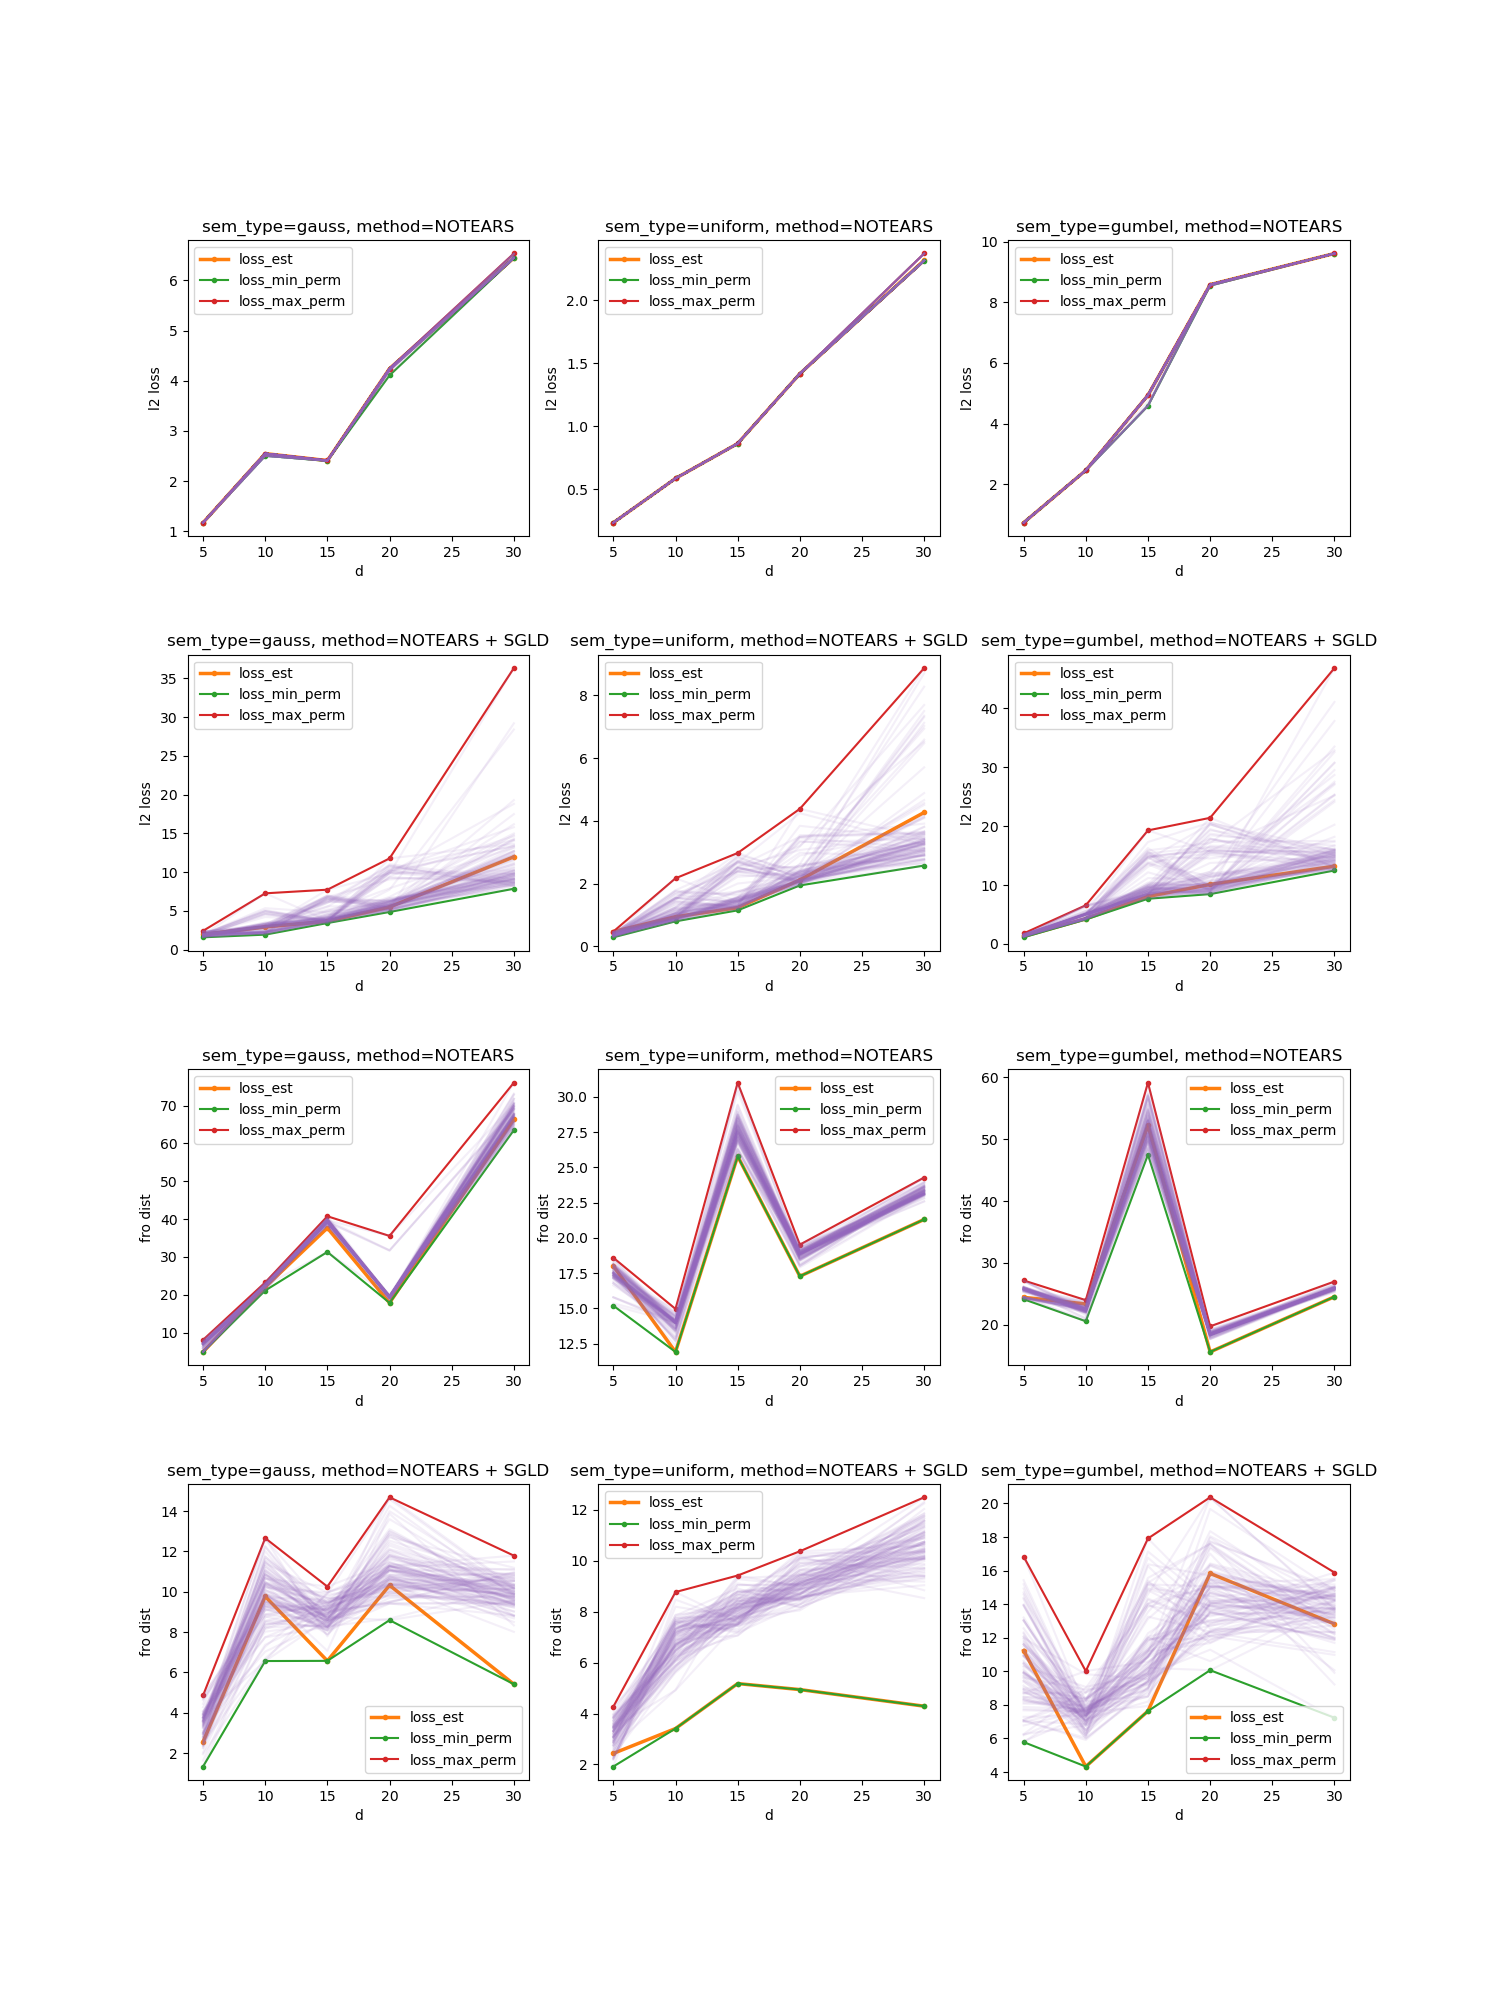 sem_type=gauss, method=NOTEARS
loss_est
loss_min_perm
loss_max_perm
l2 loss
6
5
4
3
2
1
5 10 15 20 25 30
d
sem_type=uniform, method=NOTEARS
loss_est
loss_min_perm
loss_max_perm
l2 loss
2.0
1.5
1.0
0.5
5 10 15 20 25 30
d
sem_type=gumbel, method=NOTEARS
loss_est
loss_min_perm
loss_max_perm
l2 loss
10
8
6
4
2
5 10 15 20 25 30
d
sem_type=gauss, method=NOTEARS + SGLD
loss_est
loss_min_perm
loss_max_perm
l2 loss
35
30
25
20
15
10
5
0
5 10 15 20 25 30
d
sem_type=uniform, method=NOTEARS + SGLD
loss_est
loss_min_perm
loss_max_perm
l2 loss
8
6
4
2
0
5 10 15 20 25 30
d
sem_type=gumbel, method=NOTEARS + SGLD
loss_est
loss_min_perm
loss_max_perm
l2 loss
40
30
20
10
0
5 10 15 20 25 30
d
sem_type=gauss, method=NOTEARS
loss_est
loss_min_perm
loss_max_perm
fro dist
70
60
50
40
30
20
10
5 10 15 20 25 30
d
sem_type=uniform, method=NOTEARS
loss_est
loss_min_perm
loss_max_perm
fro dist
30.0
27.5
25.0
22.5
20.0
17.5
15.0
12.5
5 10 15 20 25 30
d
sem_type=gumbel, method=NOTEARS
loss_est
loss_min_perm
loss_max_perm
fro dist
60
50
40
30
20
5 10 15 20 25 30
d
sem_type=gauss, method=NOTEARS + SGLD
loss_est
loss_min_perm
loss_max_perm
fro dist
14
12
10
8
6
4
2
5 10 15 20 25 30
d
sem_type=uniform, method=NOTEARS + SGLD
loss_est
loss_min_perm
loss_max_perm
fro dist
12
10
8
6
4
2
5 10 15 20 25 30
d
sem_type=gumbel, method=NOTEARS + SGLD
loss_est
loss_min_perm
loss_max_perm
fro dist
20
18
16
14
12
10
8
6
4
5 10 15 20 25 30
d